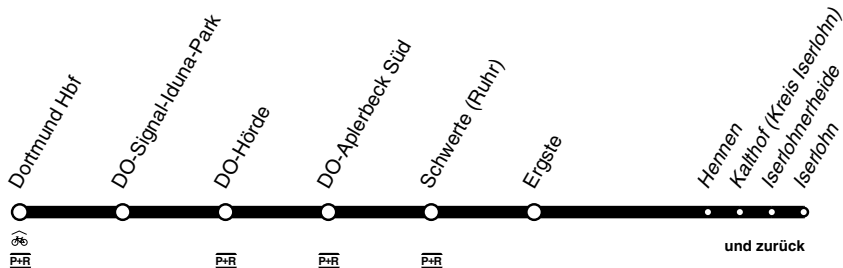 Dortmund Hbf
DO-Signal-Iduna-Park
DO-Hörde
DO-Aplerbeck Süd
Schwerte (Ruhr)
Ergste
Hennen
Kalthof (Kreis Iserlohn)
Iserlohnerheide
Iserlohn
P+R
P+R
P+R
P+R
und zurück